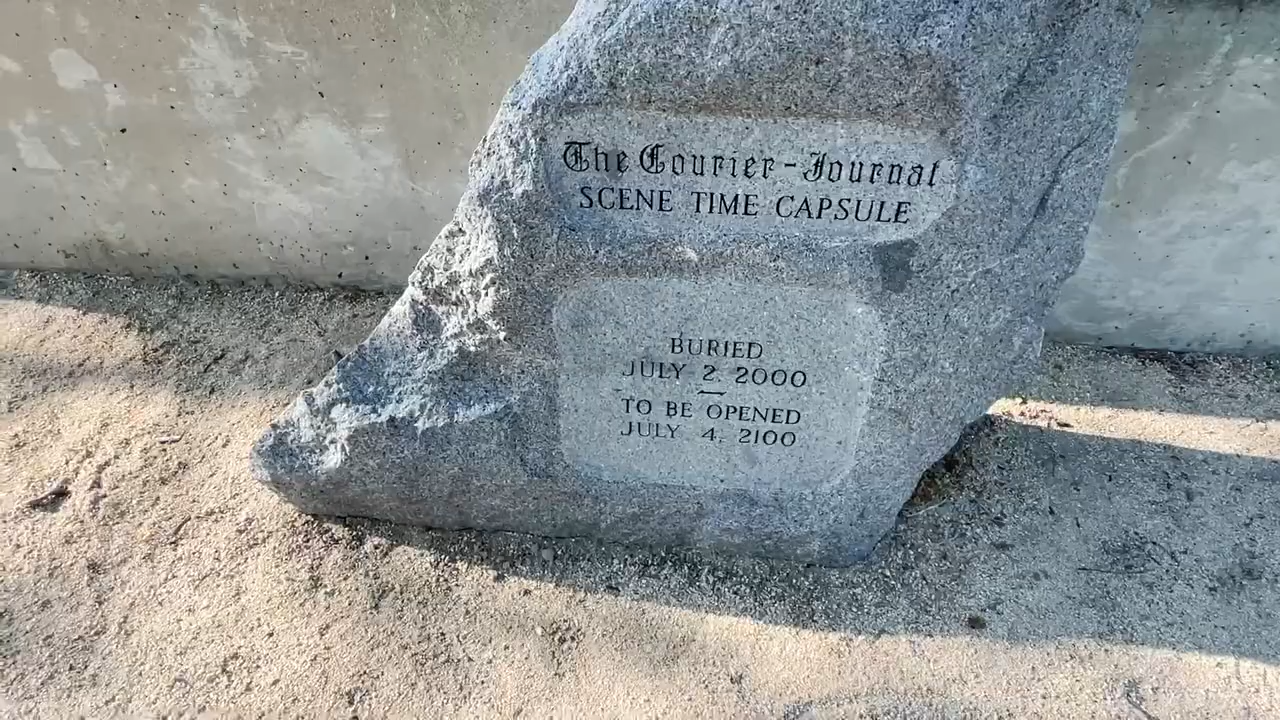 The Courier-Journal
SCENE TIME CAPSULE
BURIED
JULY 2, 2000
—
TO BE OPENED
JULY 4, 2100